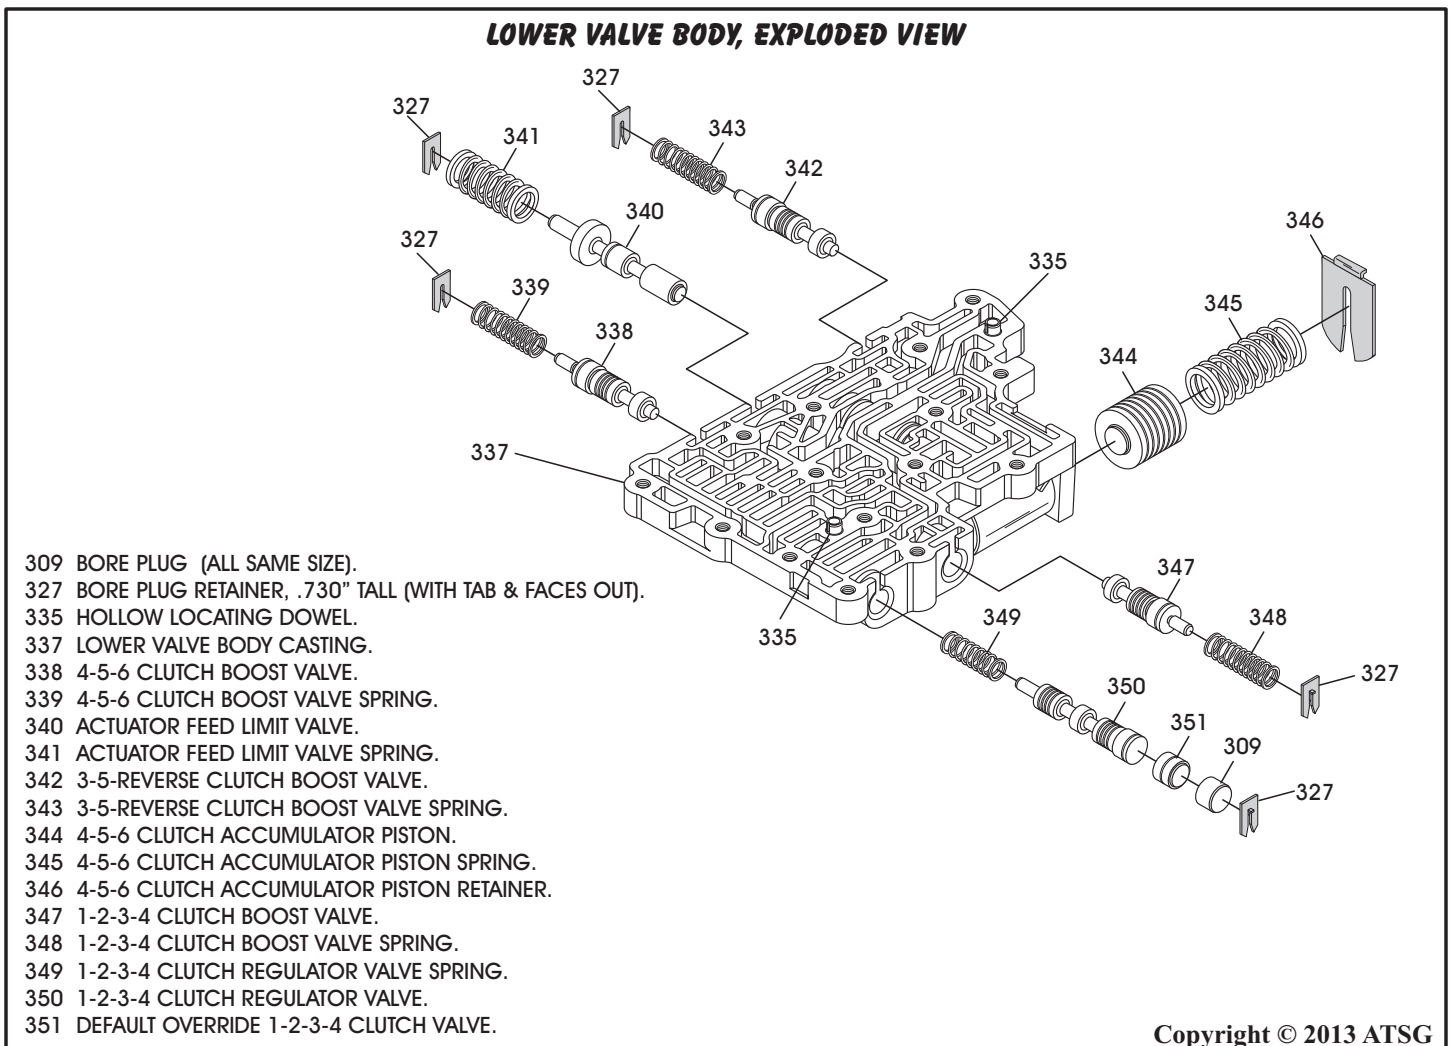 LOWER VALVE BODY, EXPLODED VIEW
327
327
343
341
342
340
346
327
335
339
345
338
344
337
347
349
348
335
327
350
351
309
327
309 BORE PLUG (ALL SAME SIZE).
327 BORE PLUG RETAINER, .730” TALL (WITH TAB & FACES OUT).
335 HOLLOW LOCATING DOWEL.
337 LOWER VALVE BODY CASTING.
338 4-5-6 CLUTCH BOOST VALVE.
339 4-5-6 CLUTCH BOOST VALVE SPRING.
340 ACTUATOR FEED LIMIT VALVE.
341 ACTUATOR FEED LIMIT VALVE SPRING.
342 3-5-REVERSE CLUTCH BOOST VALVE.
343 3-5-REVERSE CLUTCH BOOST VALVE SPRING.
344 4-5-6 CLUTCH ACCUMULATOR PISTON.
345 4-5-6 CLUTCH ACCUMULATOR PISTON SPRING.
346 4-5-6 CLUTCH ACCUMULATOR PISTON RETAINER.
347 1-2-3-4 CLUTCH BOOST VALVE.
348 1-2-3-4 CLUTCH BOOST VALVE SPRING.
349 1-2-3-4 CLUTCH REGULATOR VALVE SPRING.
350 1-2-3-4 CLUTCH REGULATOR VALVE.
351 DEFAULT OVERRIDE 1-2-3-4 CLUTCH VALVE.
Copyright © 2013 ATSG